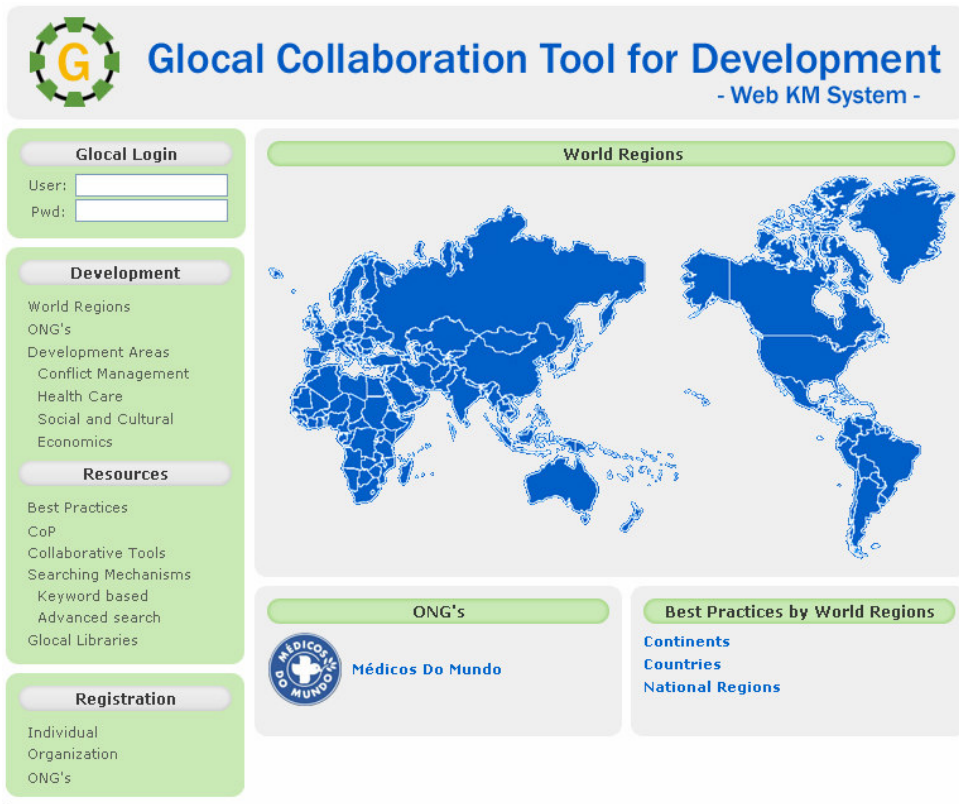 G
Glocal Collaboration Tool for Development
- Web KM System -
Glocal Login
User:
Pwd:
Development
World Regions
ONG's
Development Areas
Conflict Management
Health Care
Social and Cultural
Economics
Resources
Best Practices
CoP
Collaborative Tools
Searching Mechanisms
Keyword based
Advanced search
Glocal Libraries
Registration
Individual
Organization
ONG's
World Regions
ONG's
MÉDICOS DO MUNDO
Médicos Do Mundo
Best Practices by World Regions
Continents
Countries
National Regions